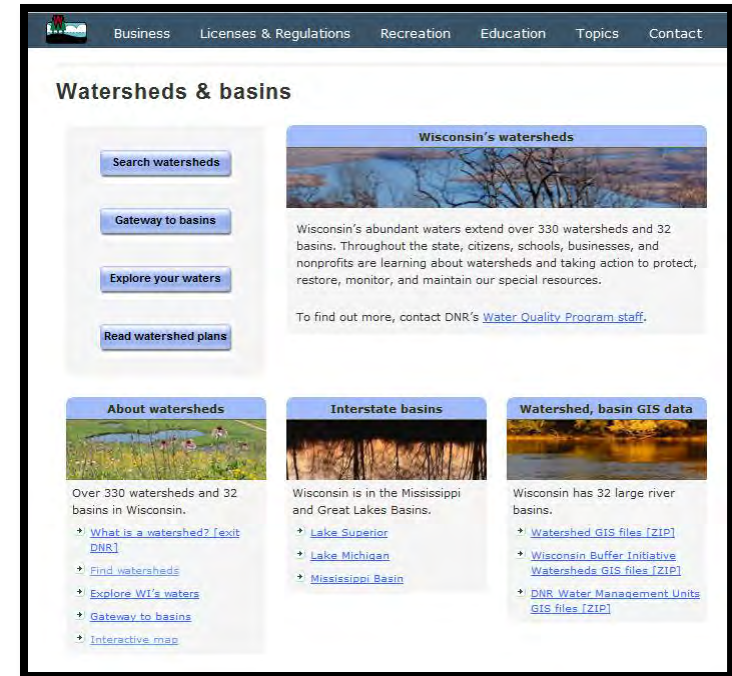 Business Licenses & Regulations Recreation Education Topics Contact
Watersheds & basins
Search watersheds
Gateway to basins
Explore your waters
Read watershed plans
Wisconsin's watersheds
Wisconsin's abundant waters extend over 330 watersheds and 32
basins. Throughout the state, citizens, schools, businesses, and
nonprofits are learning about watersheds and taking action to protect,
restore, monitor, and maintain our special resources.
To find out more, contact DNR's Water Quality Program staff.
About watersheds
Over 330 watersheds and 32
basins in Wisconsin.
What is a watershed? [exit
DNR]
Find watersheds
Explore WI's waters
Gateway to basins
Interactive map
Interstate basins
Wisconsin is in the Mississippi
and Great Lakes Basins.
Lake Superior
Lake Michigan
Mississippi Basin
Watershed, basin GIS data
Wisconsin has 32 large river
basins.
Watershed GIS files [ZIP]
Wisconsin Buffer Initiative
Watersheds GIS files [ZIP]
DNR Water Management Units
GIS files [ZIP]